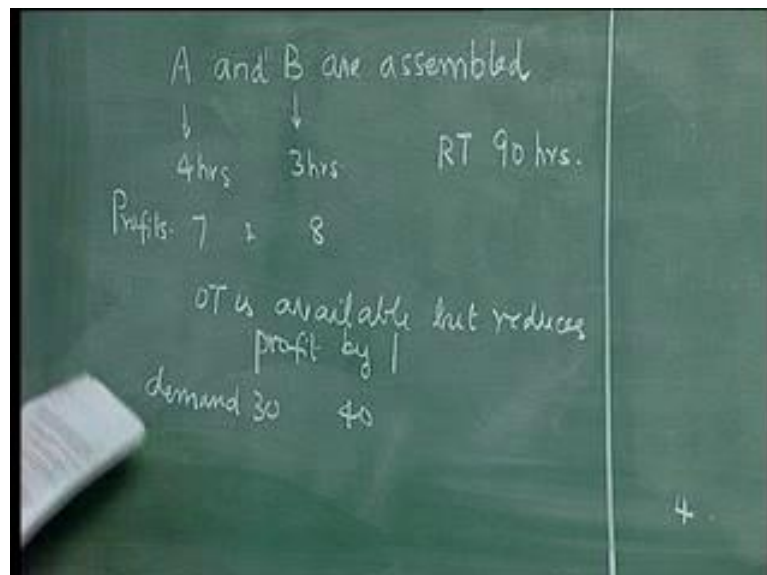 A and B are assembled
↓ ↓
4hrs 3hrs RT 90 hrs.
Profits. 7 8
OT is available but reduces
profit by 1
demand 30 40
4.